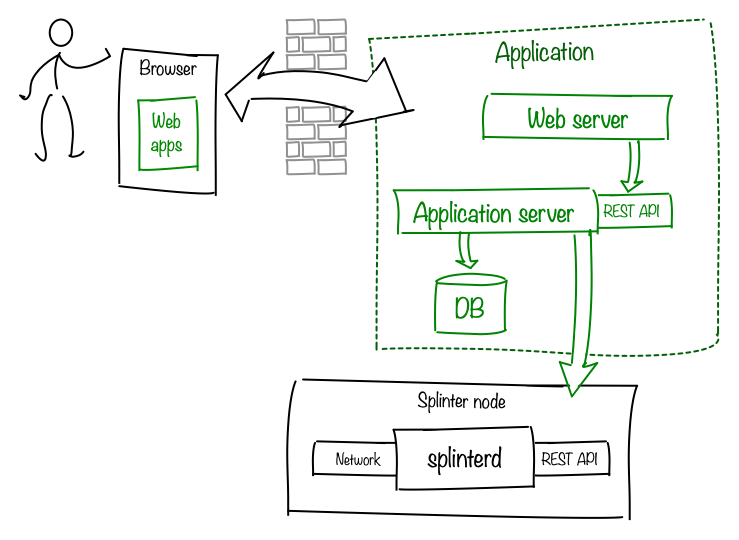 Browser
Web
apps
Application
Web server
Application server
REST API
DB
Splinter node
Network
splinterd
REST API